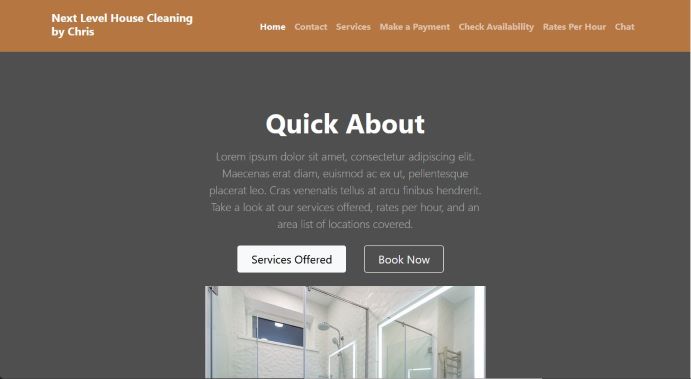 Next Level House Cleaning
by Chris
Home Contact Services Make a Payment Check Availability Rates Per Hour Chat
Quick About
Lorem ipsum dolor sit amet, consectetur adipiscing elit.
Maecenas erat diam, euismod ac ex ut, pellentesque
placerat leo. Cras venenatis tellus at arcu finibus hendrerit.
Take a look at our services offered, rates per hour, and an
area list of locations covered.
Services Offered Book Now